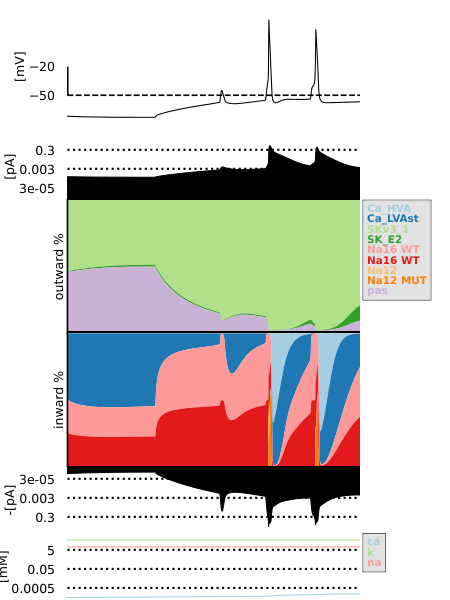 [mV]
−20
−50
[pA]
0.3
0.003
3e-05
outward %
Ca_HVA
Ca_LVAst
SKv3_1
SK_E2
Na16 WT
Na16 WT
Na12
Na12 MUT
pas
inward %
-[pA]
3e-05
0.003
0.3
[mM]
5
0.05
0.0005
ca
k
na